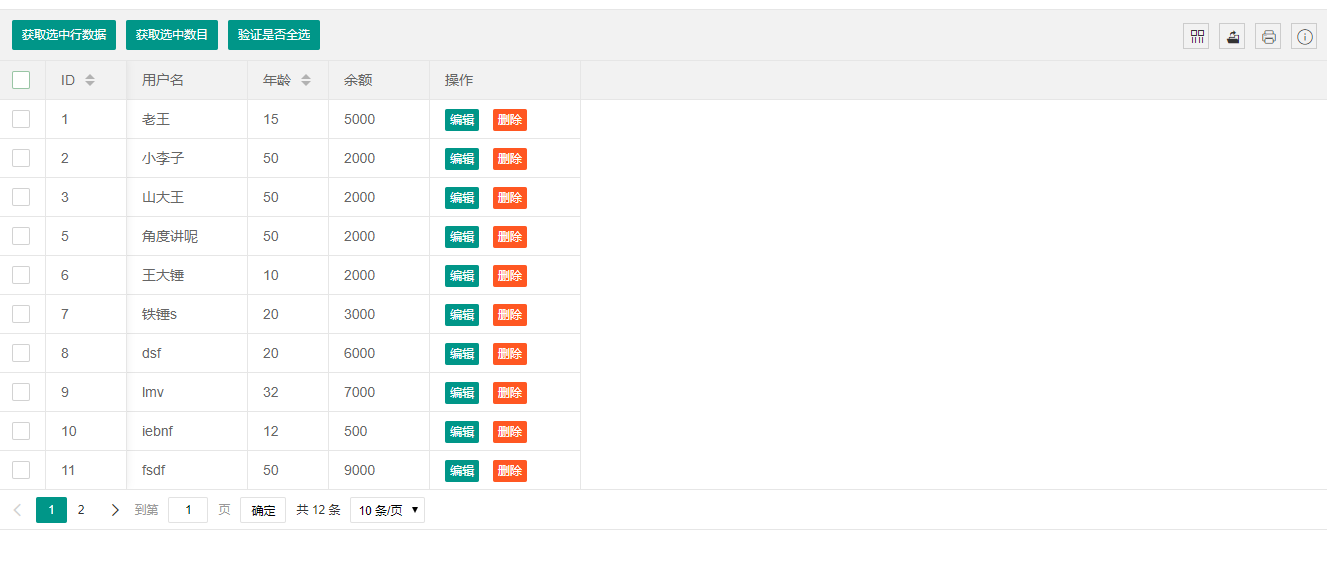 获取选中行数据 获取选中数目 验证是否全选
ID 用户名 年龄 余额 操作
1 老王 15 5000 编辑 删除
2 小李子 50 2000 编辑 删除
3 山大王 50 2000 编辑 删除
5 角度讲呢 50 2000 编辑 删除
6 王大锤 10 2000 编辑 删除
7 铁锤s 20 3000 编辑 删除
8 dsf 20 6000 编辑 删除
9 lmv 32 7000 编辑 删除
10 iebnf 12 500 编辑 删除
11 fsdf 50 9000 编辑 删除
1 2 到第 1 页 确定 共 12 条 10 条/页